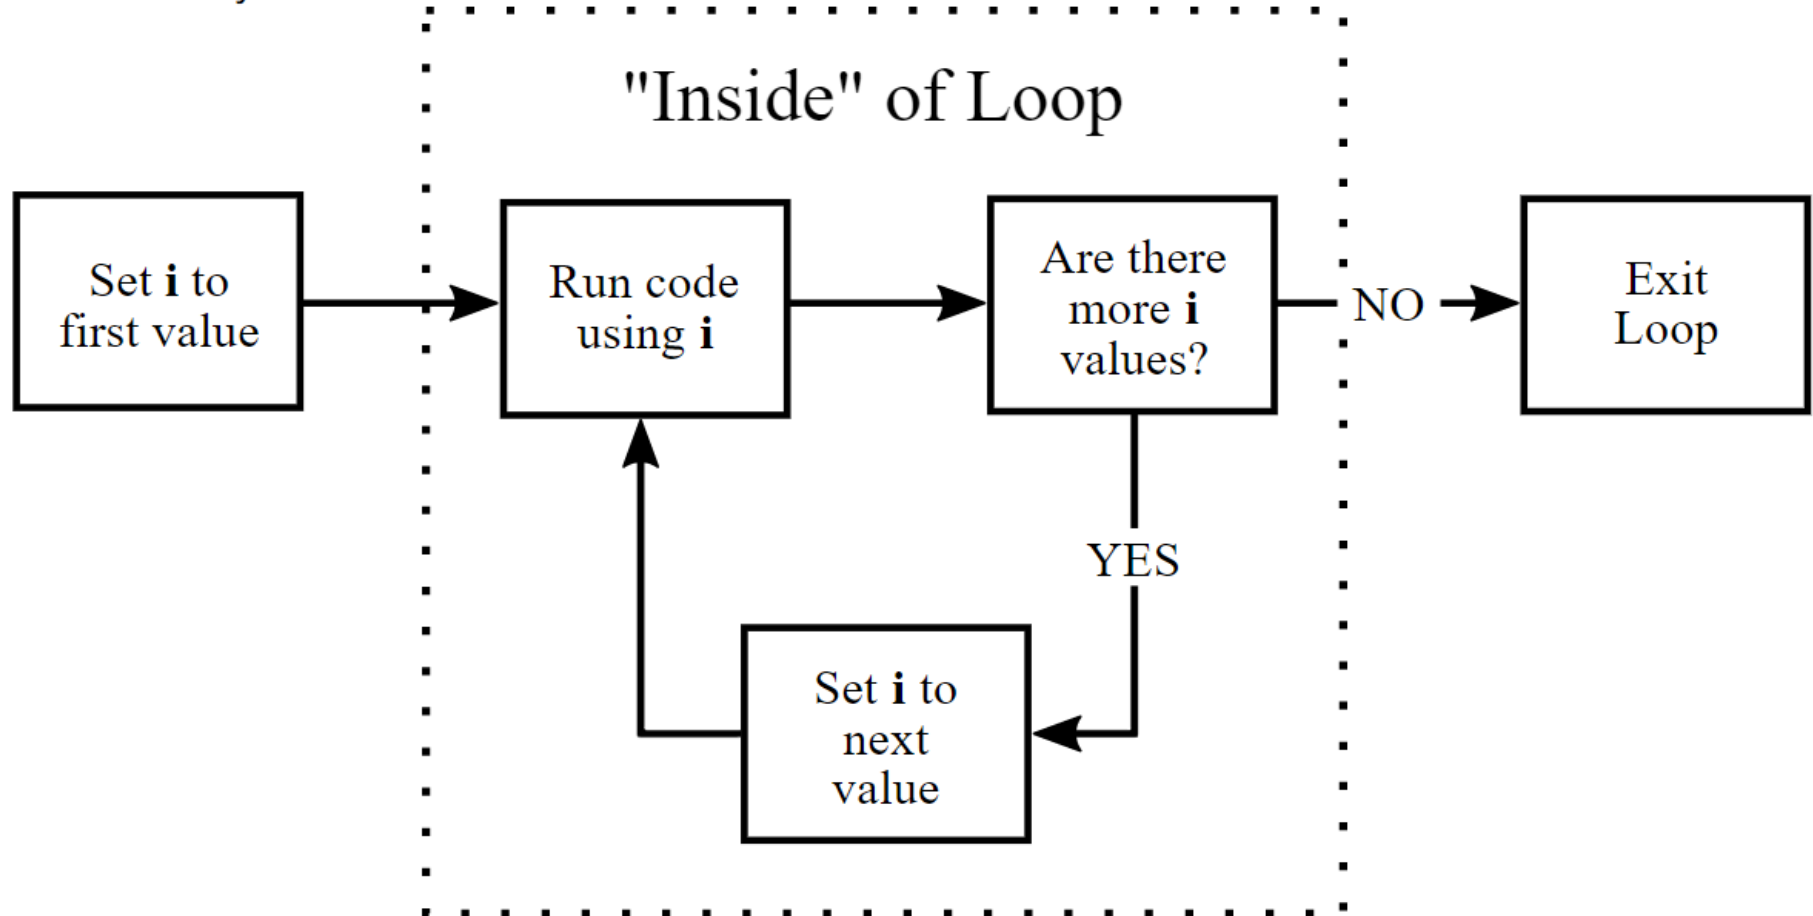 "Inside" of Loop
Set i to
first value
Run code
using i
Are there
more i
values?
NO
Exit
Loop
YES
Set i to
next
value